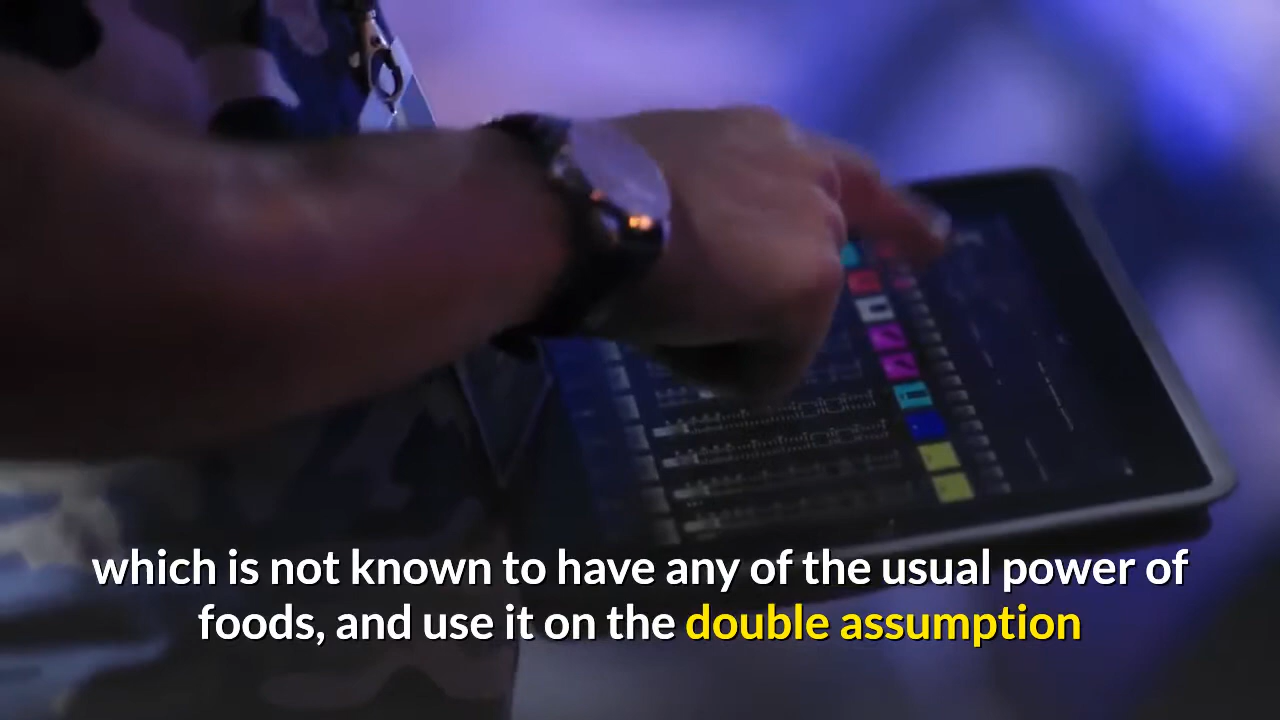 which is not known to have any of the usual power of
foods, and use it on the double assumption